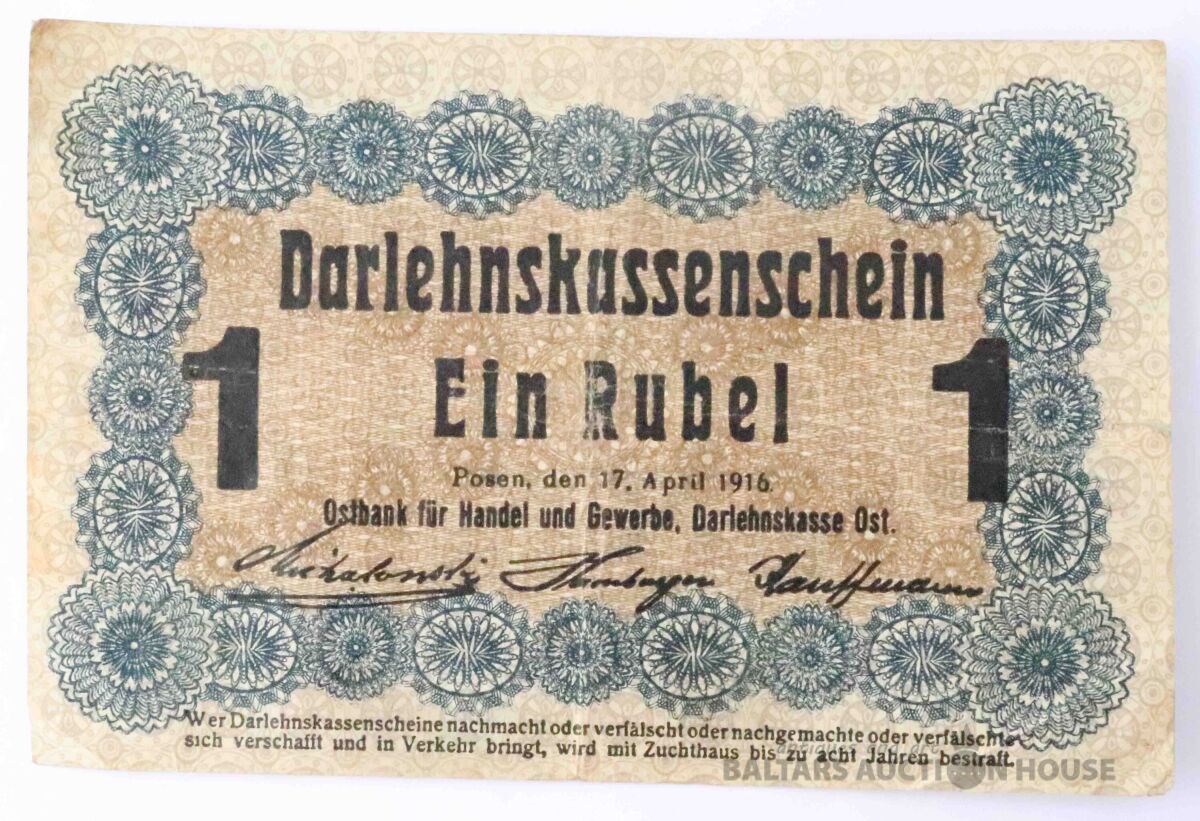 Darlehnskassenschein
1 Ein Rubel 1
Posen, den 17. April 1916.
Ostbank für Handel und Gewerbe, Darlehnskasse Ost.
Michalowsky Kauffmann
Wer Darlehnskassenscheine nachmacht oder verfälscht oder nachgemachte oder verfälschte
sich verschafft und in Verkehr bringt, wird mit Zuchthaus bis zu acht Jahren bestraft.
BALTARS AUCTION HOUSE